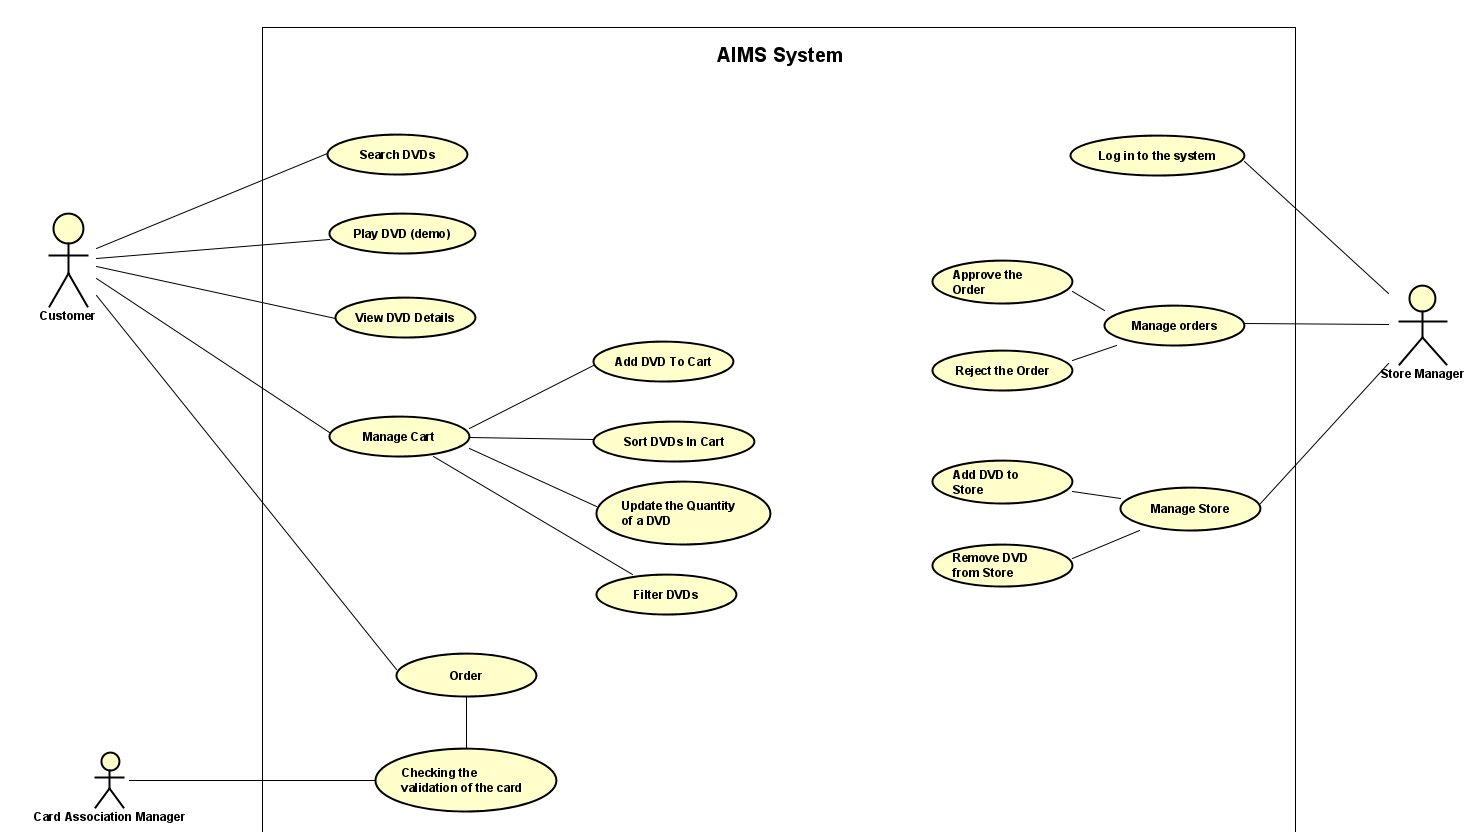 AIMS System
Search DVDs
Log in to the system
Play DVD (demo)
Customer
View DVD Details
Approve the
Order
Manage orders
Reject the Order
Store Manager
Add DVD To Cart
Manage Cart
Sort DVDs In Cart
Update the Quantity
of a DVD
Filter DVDs
Add DVD to
Store
Manage Store
Remove DVD
from Store
Order
Checking the
validation of the card
Card Association Manager